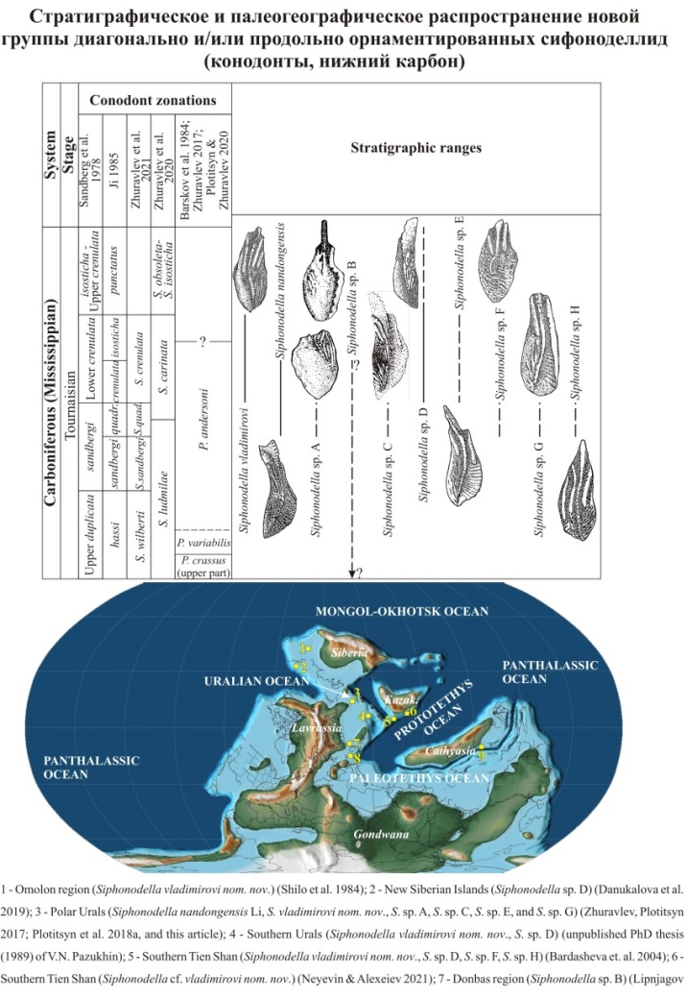 Стратиграфическое и палеогеографическое распространение новой
группы диагонально и/или продольно орнаментированных сифоноделлид
(конодонты, нижний карбон)
System
Stage
Conodont zonations
Sandberg et al.
1978
Ji 1985
Zhuravlev et al.
2021
Zhuravlev et al.
2020
Barskov et al. 1984;
Zhuravlev 2017;
Plotitsyn &
Zhuravlev 2020
Stratigraphic ranges
Carboniferous (Mississippian)
Tournaisian
isosticha -
Upper crenulata
Lower crenulata
sandbergi
Upper duplicata
punctatus
isosticha
crenulata
quadr.
sandbergi
hassi
S. crenulata
S.quad.
S.sandbergi
S. wilberti
S. obsoleta-
S. isosticha
S. carinata
S. ludmilae
?
P. andersoni
P. variabilis
P. crassus
(upper part)
Siphonodella vladimirovi
Siphonodella nandongensis
Siphonodella sp. A
Siphonodella sp. B
?
?
Siphonodella sp. C
Siphonodella sp. D
Siphonodella sp. E
Siphonodella sp. F
Siphonodella sp. G
Siphonodella sp. H
MONGOL-OKHOTSK OCEAN
1
2
Siberia
PANTHALASSIC
OCEAN
URALIAN OCEAN
3
Kazak.
4
5
6
PROTOTETHYS
OCEAN
Lavrussia
7
8
Cathyasia
9
PANTHALASSIC
OCEAN
PALEOTETHYS OCEAN
Gondwana
1 - Omolon region (Siphonodella vladimirovi nom. nov.) (Shilo et al. 1984); 2 - New Siberian Islands (Siphonodella sp. D) (Danukalova et al.
2019); 3 - Polar Urals (Siphonodella nandongensis Li, S. vladimirovi nom. nov., S. sp. A, S. sp. C, S. sp. E, and S. sp. G) (Zhuravlev, Plotitsyn
2017; Plotitsyn et al. 2018a, and this article); 4 - Southern Urals (Siphonodella vladimirovi nom. nov., S. sp. D) (unpublished PhD thesis
(1989) of V.N. Pazukhin); 5 - Southern Tien Shan (Siphonodella vladimirovi nom. nov., S. sp. D, S. sp. F, S. sp. H) (Bardasheva et. al. 2004); 6 -
Southern Tien Shan (Siphonodella cf. vladimirovi nom. nov.) (Neyevin & Alexeiev 2021); 7 - Donbas region (Siphonodella sp. B) (Lipnjagov